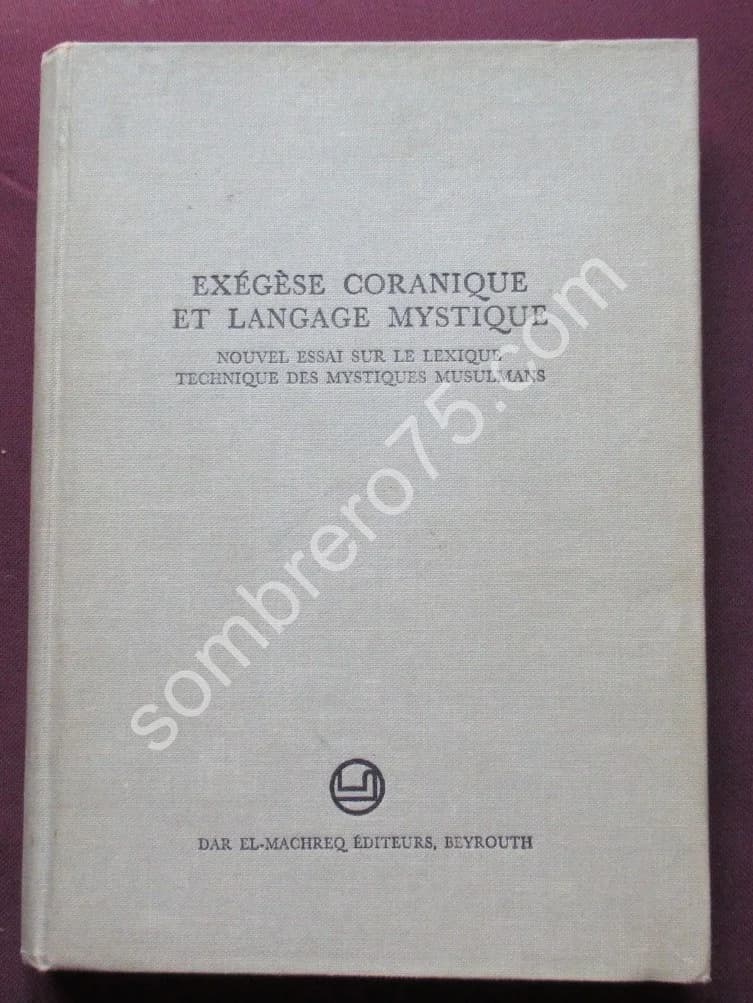 EXÉGÈSE CORANIQUE
ET LANGAGE MYSTIQUE
NOUVEL ESSAI SUR LE LEXIQUE
TECHNIQUE DES MYSTIQUES MUSULMANS
sombrero75.com
DAR EL-MACHREQ ÉDITEURS, BEYROUTH